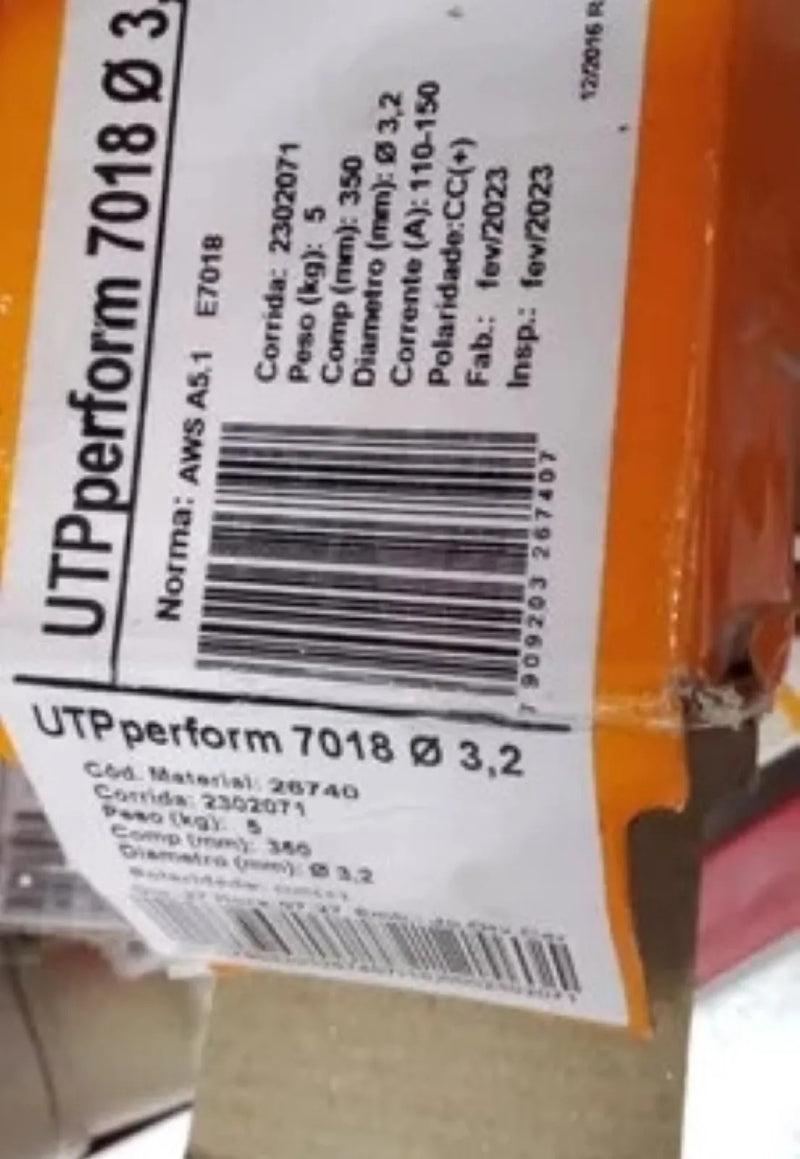 UTPperform 7018 Ø 3,
Norma: AWS A5.1 E7018
Corrida: 2302071
Peso (kg): 5
Comp (mm): 350
Diametro (mm): Ø 3,2
Corrente (A): 110-150
Polaridade:CC(+)
Fab.: fev/2023
Insp.: fev/2023
7 909203 267407
12/2016 R
UTPperform 7018 Ø 3,2
Cód. Material: 26740
Corrida: 2302071
Peso (kg): 5
Comp (mm): 350
Diametro (mm): Ø 3,2
Polaridade: